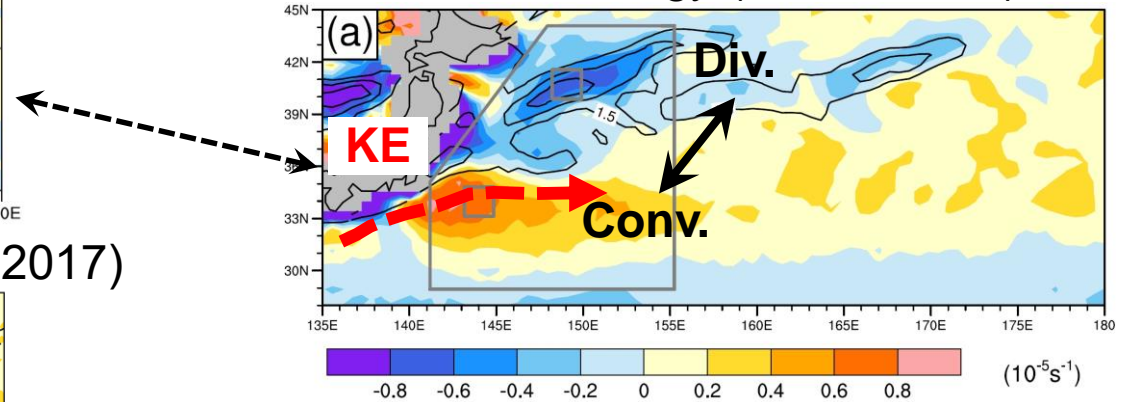 45N
(a)
Div.
42N
39N
1.5
KE
0E
33N
Conv.
2017)
30N
135E 140E 145E 150E 155E 160E 165E 170E 175E 180
-0.8 -0.6 -0.4 -0.2 0 0.2 0.4 0.6 0.8 (10⁻⁵s⁻¹)